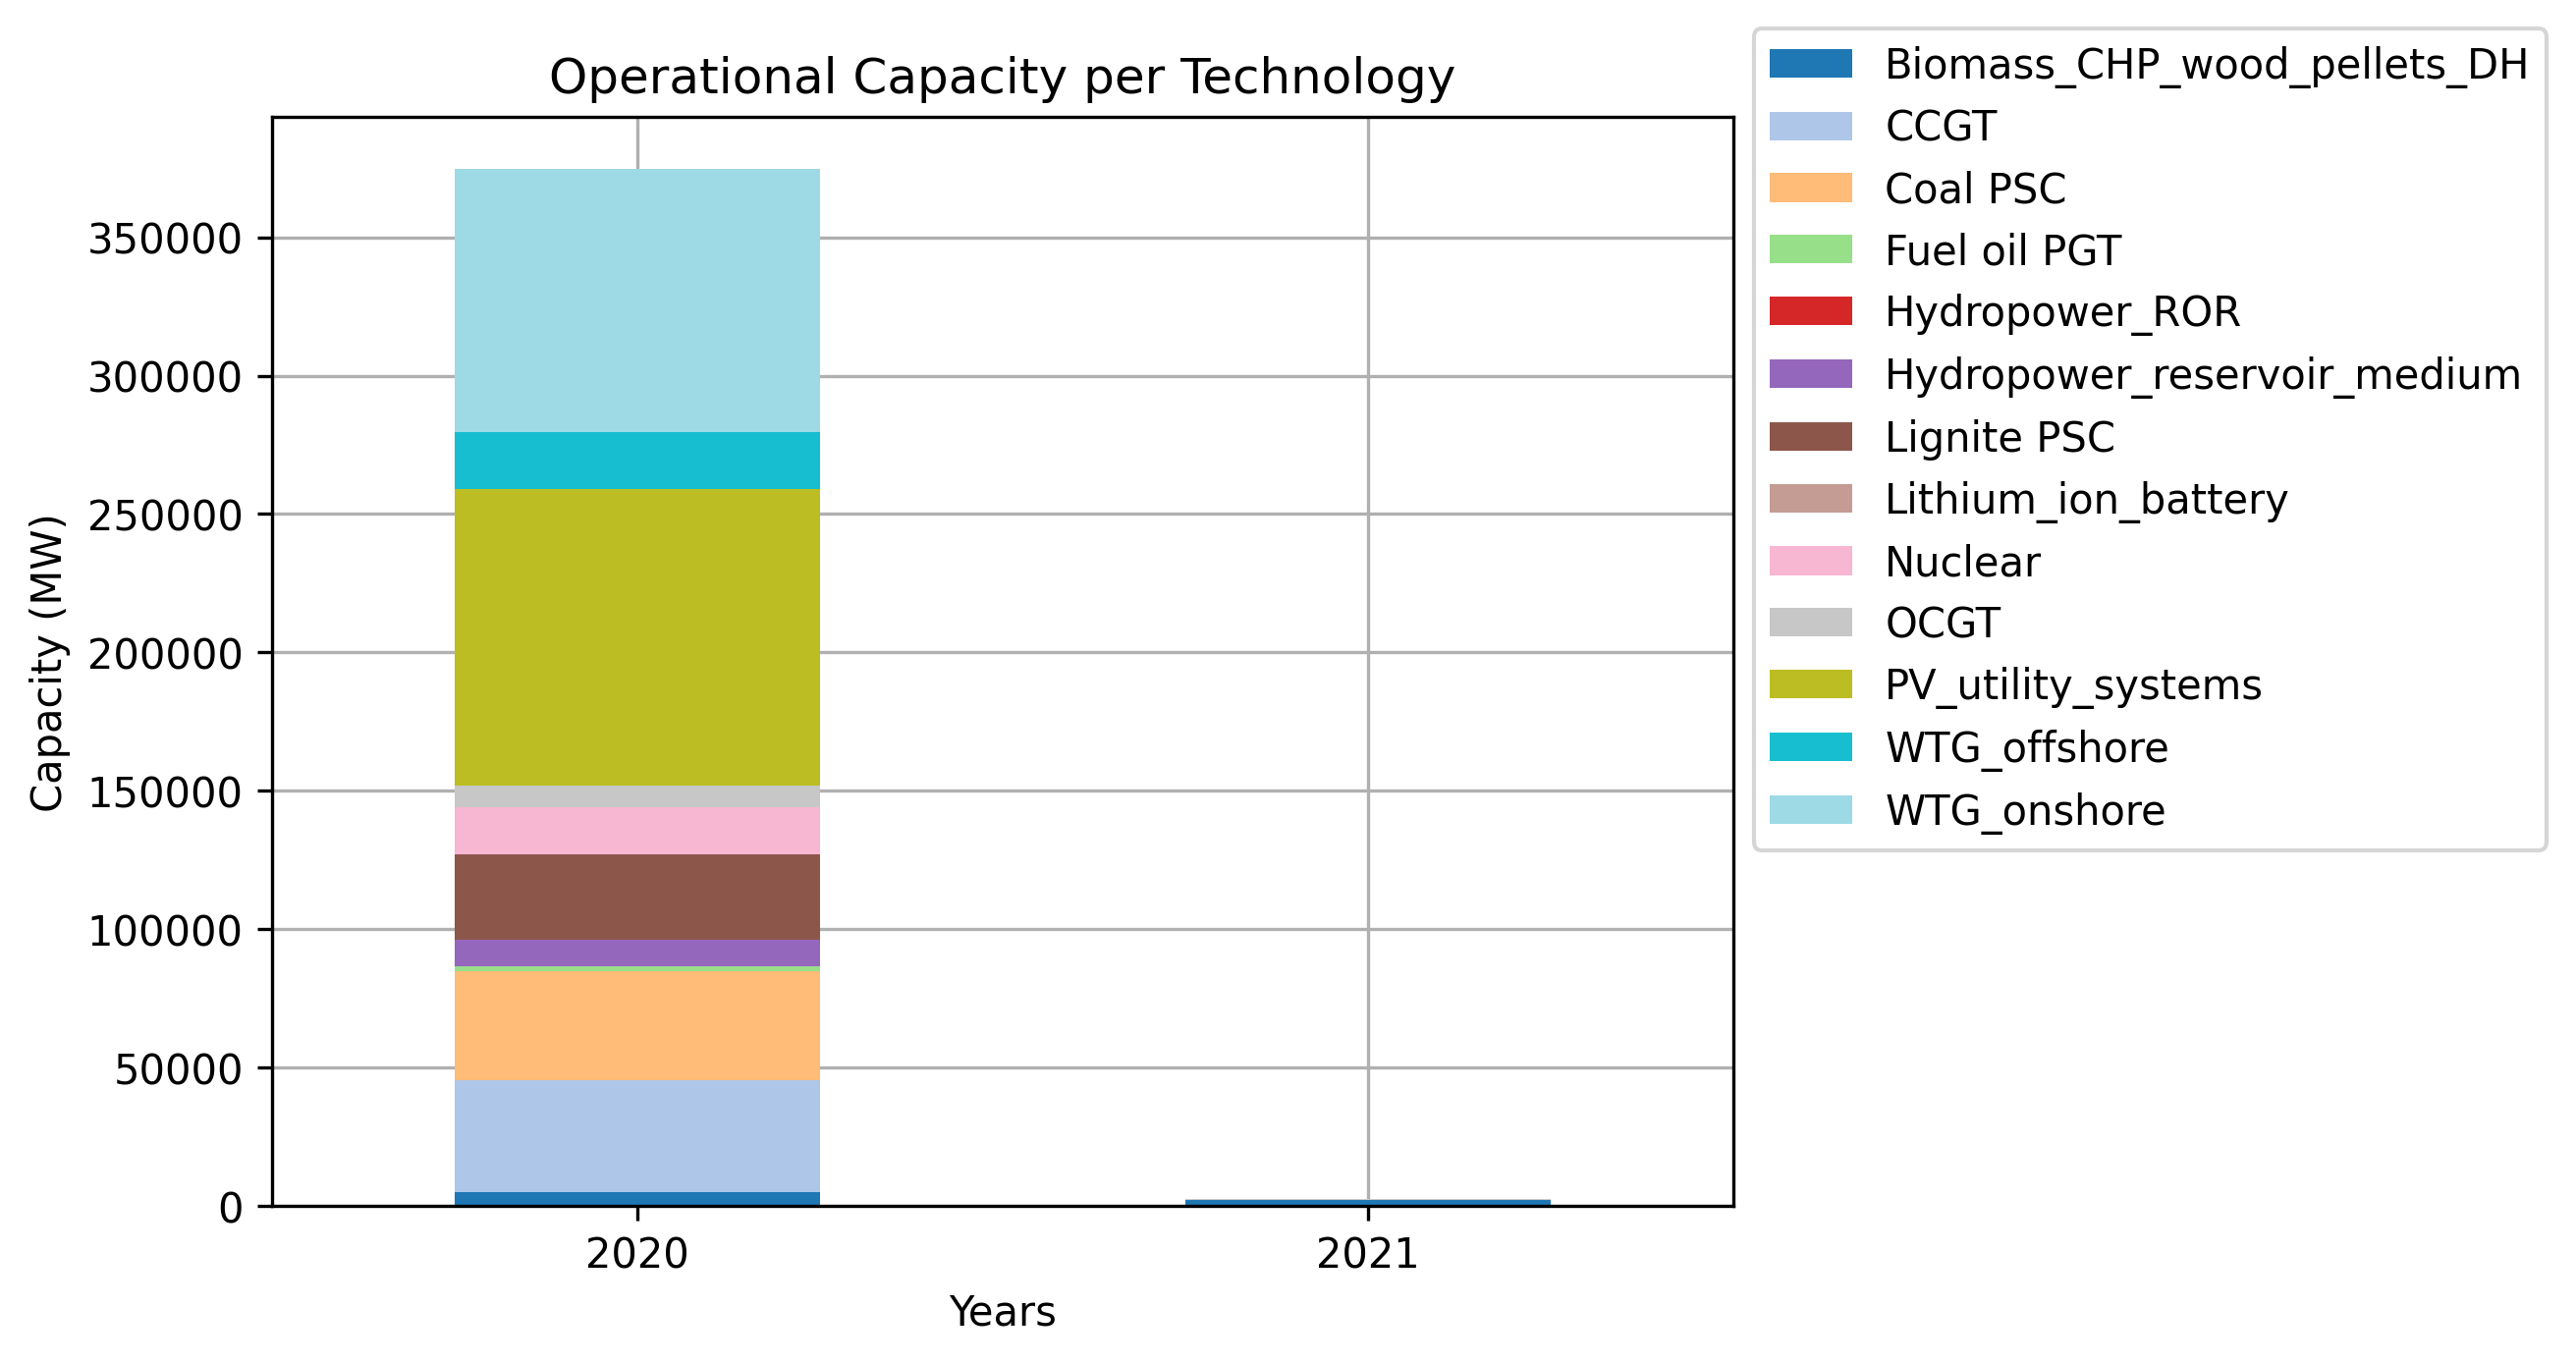 Operational Capacity per Technology
Capacity (MW)
350000
300000
250000
200000
150000
100000
50000
0
2020
2021
Years
Biomass_CHP_wood_pellets_DH
CCGT
Coal PSC
Fuel oil PGT
Hydropower_ROR
Hydropower_reservoir_medium
Lignite PSC
Lithium_ion_battery
Nuclear
OCGT
PV_utility_systems
WTG_offshore
WTG_onshore